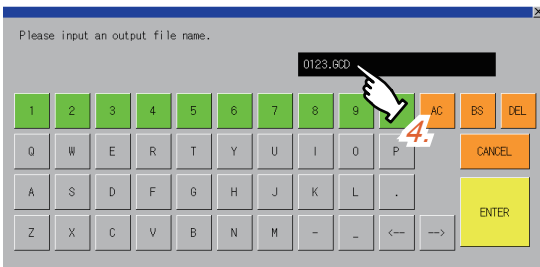 Please input an output file name.
0123.GCD
1 2 3 4 5 6 7 8 9 AC BS DEL
4.
Q W E R T Y U I O P CANCEL
A S D F G H J K L .
ENTER
Z X C V B N M - _ <-- -->